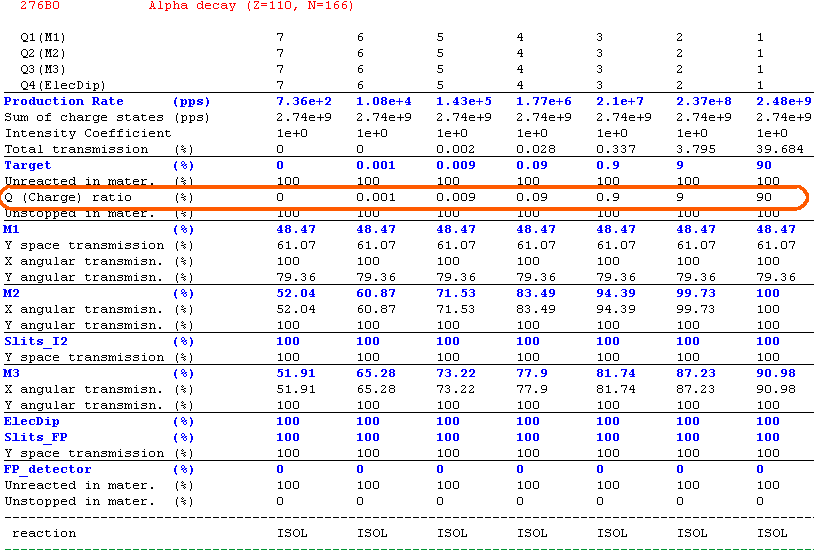 276B0 Alpha decay (Z=110, N=166)
Q1(M1) 7 6 5 4 3 2 1
Q2(M2) 7 6 5 4 3 2 1
Q3(M3) 7 6 5 4 3 2 1
Q4(ElecDip) 7 6 5 4 3 2 1
Production Rate (pps) 7.36e+2 1.08e+4 1.43e+5 1.77e+6 2.1e+7 2.37e+8 2.48e+9
Sum of charge states (pps) 2.74e+9 2.74e+9 2.74e+9 2.74e+9 2.74e+9 2.74e+9 2.74e+9
Intensity Coefficient 1e+0 1e+0 1e+0 1e+0 1e+0 1e+0 1e+0
Total transmission (%) 0 0 0.002 0.028 0.337 3.795 39.684
Target (%) 0 0.001 0.009 0.09 0.9 9 90
Unreacted in mater. (%) 100 100 100 100 100 100 100
Q (Charge) ratio (%) 0 0.001 0.009 0.09 0.9 9 90
Unstopped in mater. (%) 100 100 100 100 100 100 100
M1 (%) 48.47 48.47 48.47 48.47 48.47 48.47 48.47
Y space transmission (%) 61.07 61.07 61.07 61.07 61.07 61.07 61.07
X angular transmisn. (%) 100 100 100 100 100 100 100
Y angular transmisn. (%) 79.36 79.36 79.36 79.36 79.36 79.36 79.36
M2 (%) 52.04 60.87 71.53 83.49 94.39 99.73 100
X angular transmisn. (%) 52.04 60.87 71.53 83.49 94.39 99.73 100
Y angular transmisn. (%) 100 100 100 100 100 100 100
Slits_I2 (%) 100 100 100 100 100 100 100
Y space transmission (%) 100 100 100 100 100 100 100
M3 (%) 51.91 65.28 73.22 77.9 81.74 87.23 90.98
X angular transmisn. (%) 51.91 65.28 73.22 77.9 81.74 87.23 90.98
Y angular transmisn. (%) 100 100 100 100 100 100 100
ElecDip (%) 100 100 100 100 100 100 100
Slits_FP (%) 100 100 100 100 100 100 100
Y space transmission (%) 100 100 100 100 100 100 100
FP_detector (%) 0 0 0 0 0 0 0
Unreacted in mater. (%) 100 100 100 100 100 100 100
Unstopped in mater. (%) 0 0 0 0 0 0 0
reaction ISOL ISOL ISOL ISOL ISOL ISOL ISOL